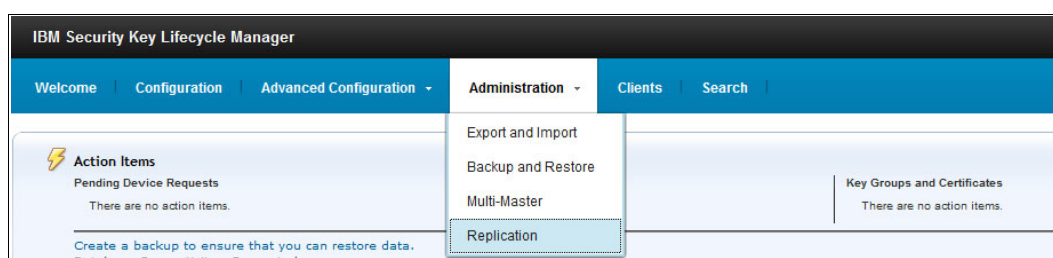 IBM Security Key Lifecycle Manager
Welcome Configuration Advanced Configuration Administration Clients Search
Export and Import
Backup and Restore
Multi-Master
Replication
Action Items
Pending Device Requests
There are no action items.
Key Groups and Certificates
There are no action items.
Create a backup to ensure that you can restore data.